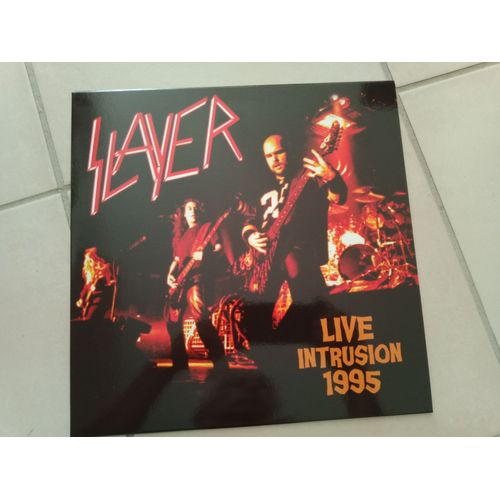 SLAYER
LIVE
INTRUSION
1995